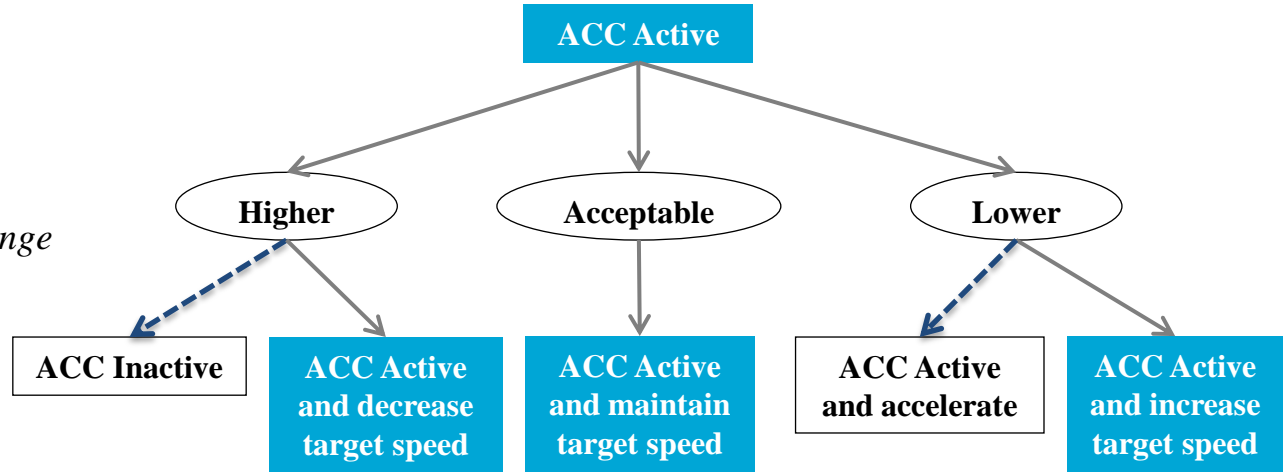 ACC Active
Higher
Acceptable
Lower
nge
ACC Inactive
ACC Active
and decrease
target speed
ACC Active
and maintain
target speed
ACC Active
and accelerate
ACC Active
and increase
target speed